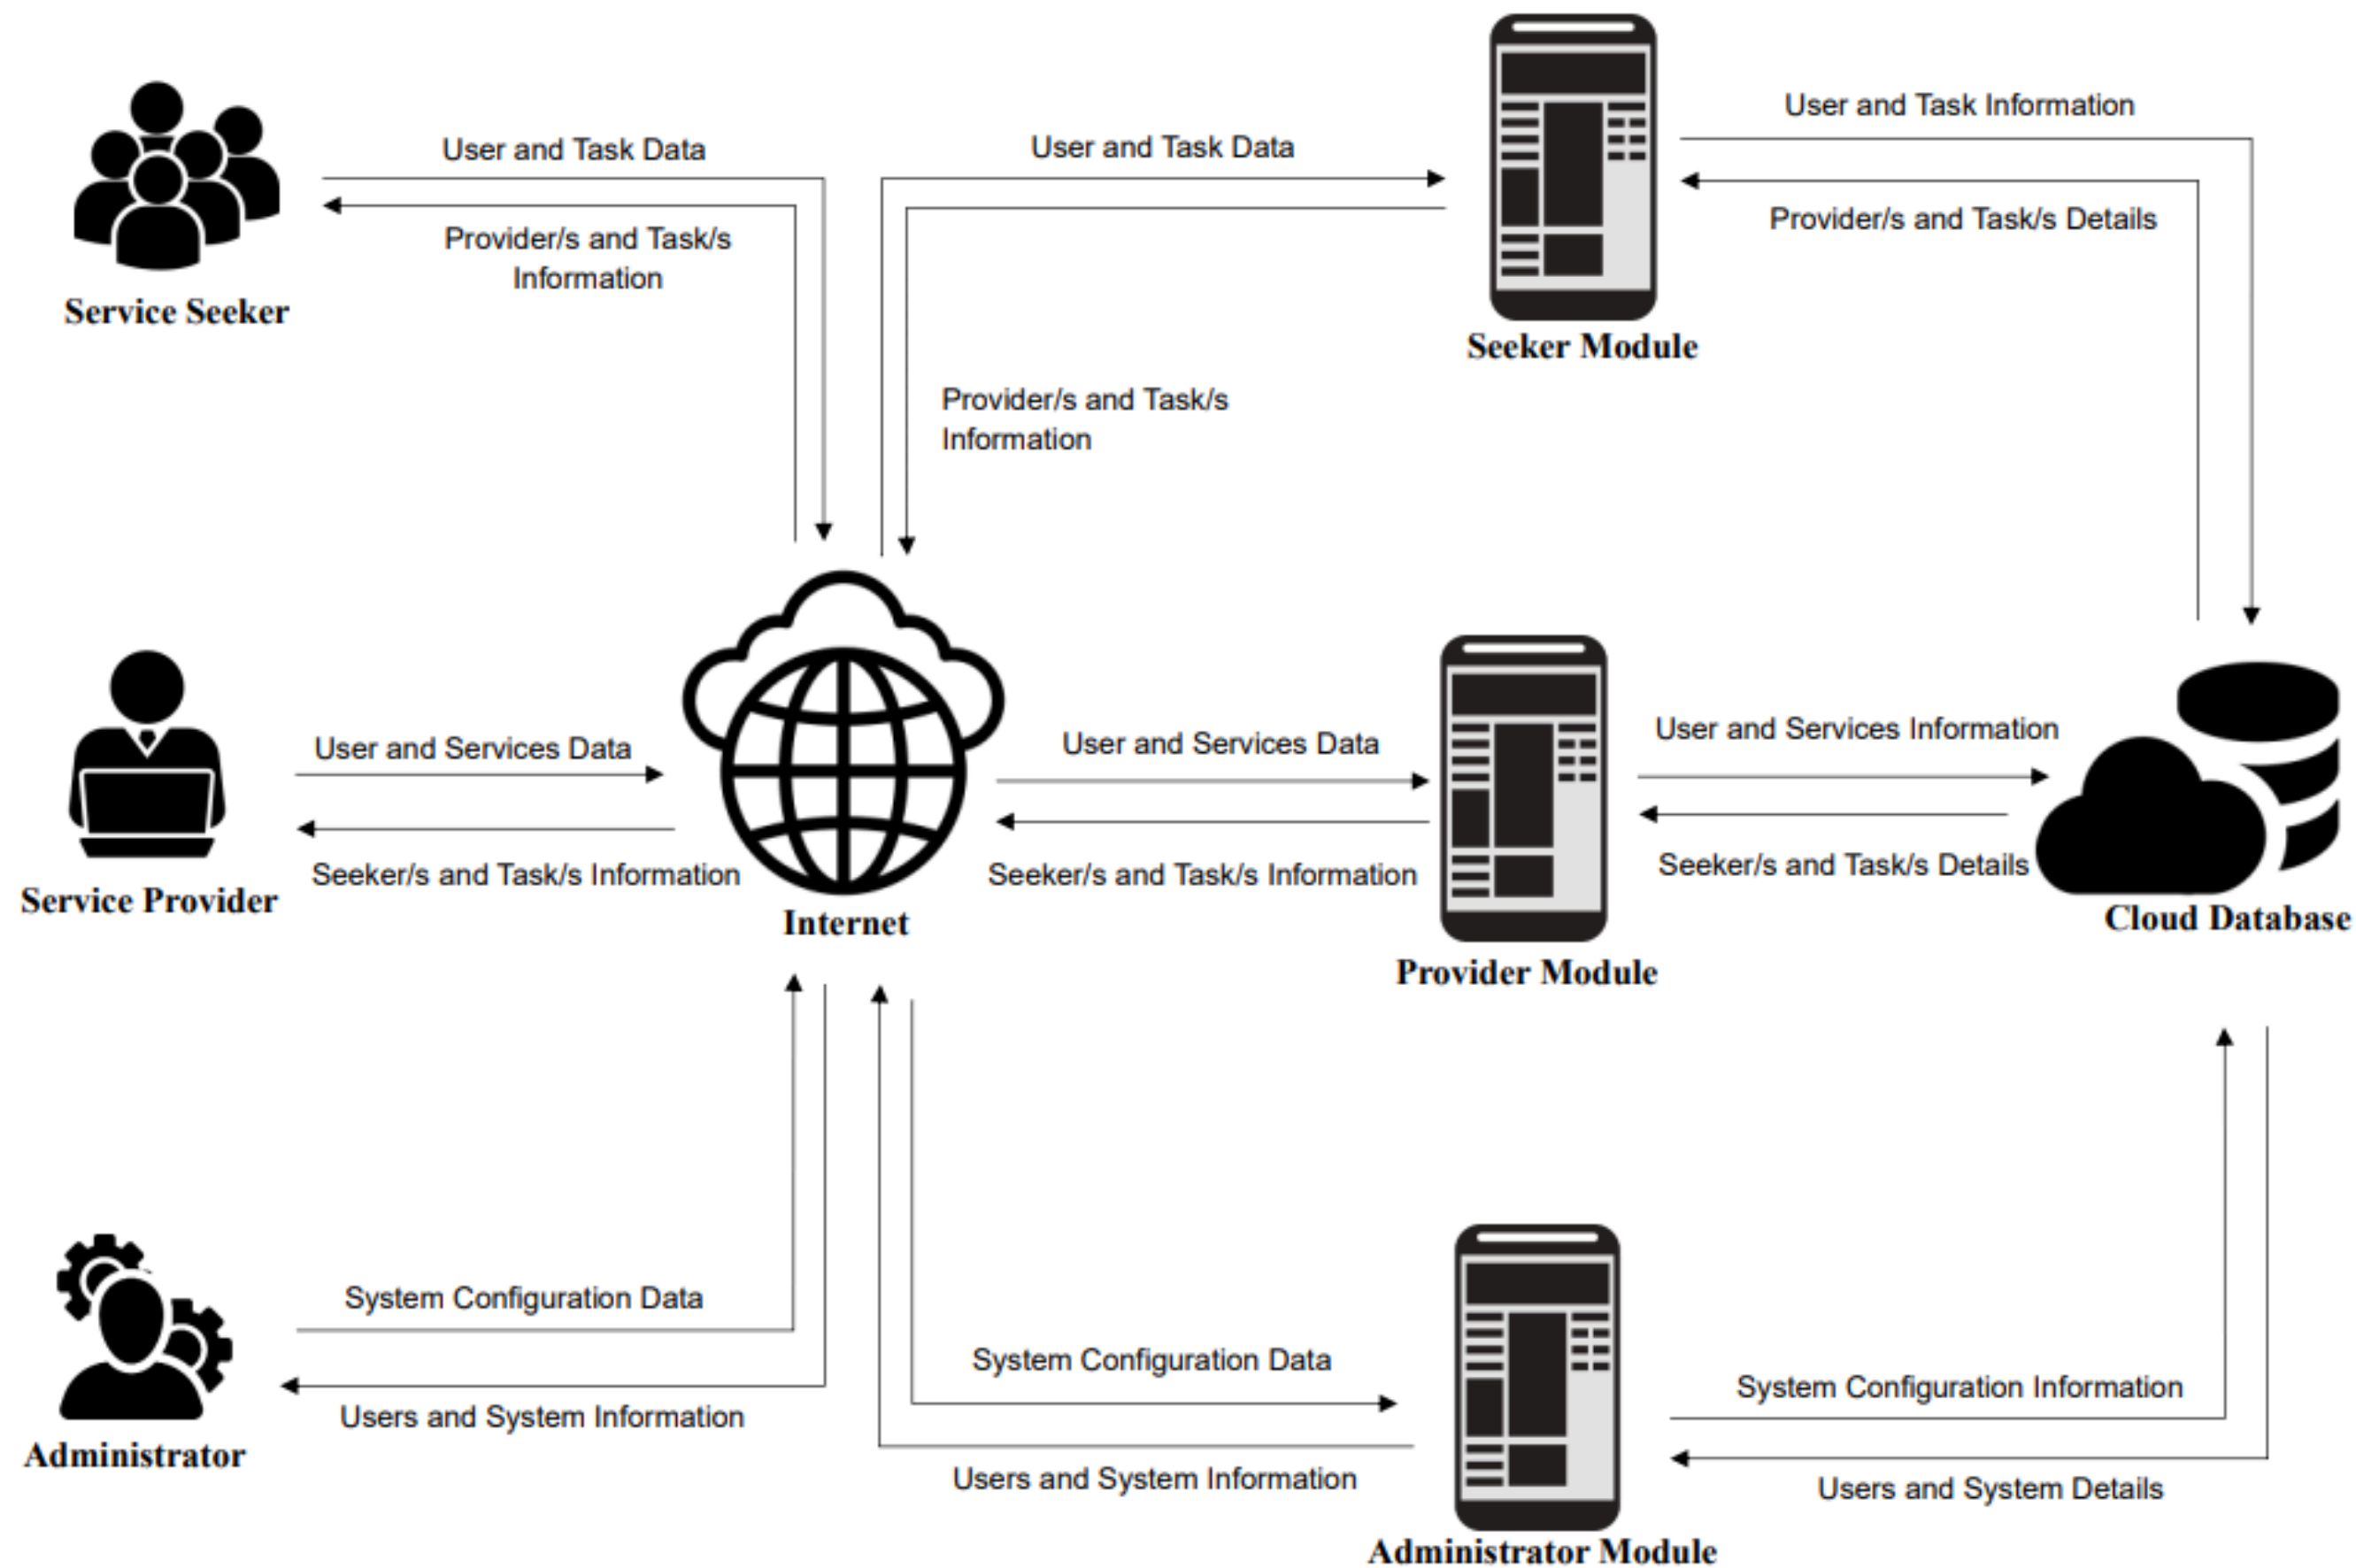 User and Task Information
User and Task Data
User and Task Data
Provider/s and Task/s Details
Provider/s and Task/s
Information
Service Seeker
Seeker Module
Provider/s and Task/s
Information
User and Services Data
User and Services Data
User and Services Information
Seeker/s and Task/s Information
Seeker/s and Task/s Information
Seeker/s and Task/s Details
Service Provider
Internet
Cloud Database
Provider Module
System Configuration Data
System Configuration Data
System Configuration Information
Users and System Information
Administrator
Users and System Information
Users and System Details
Administrator Module